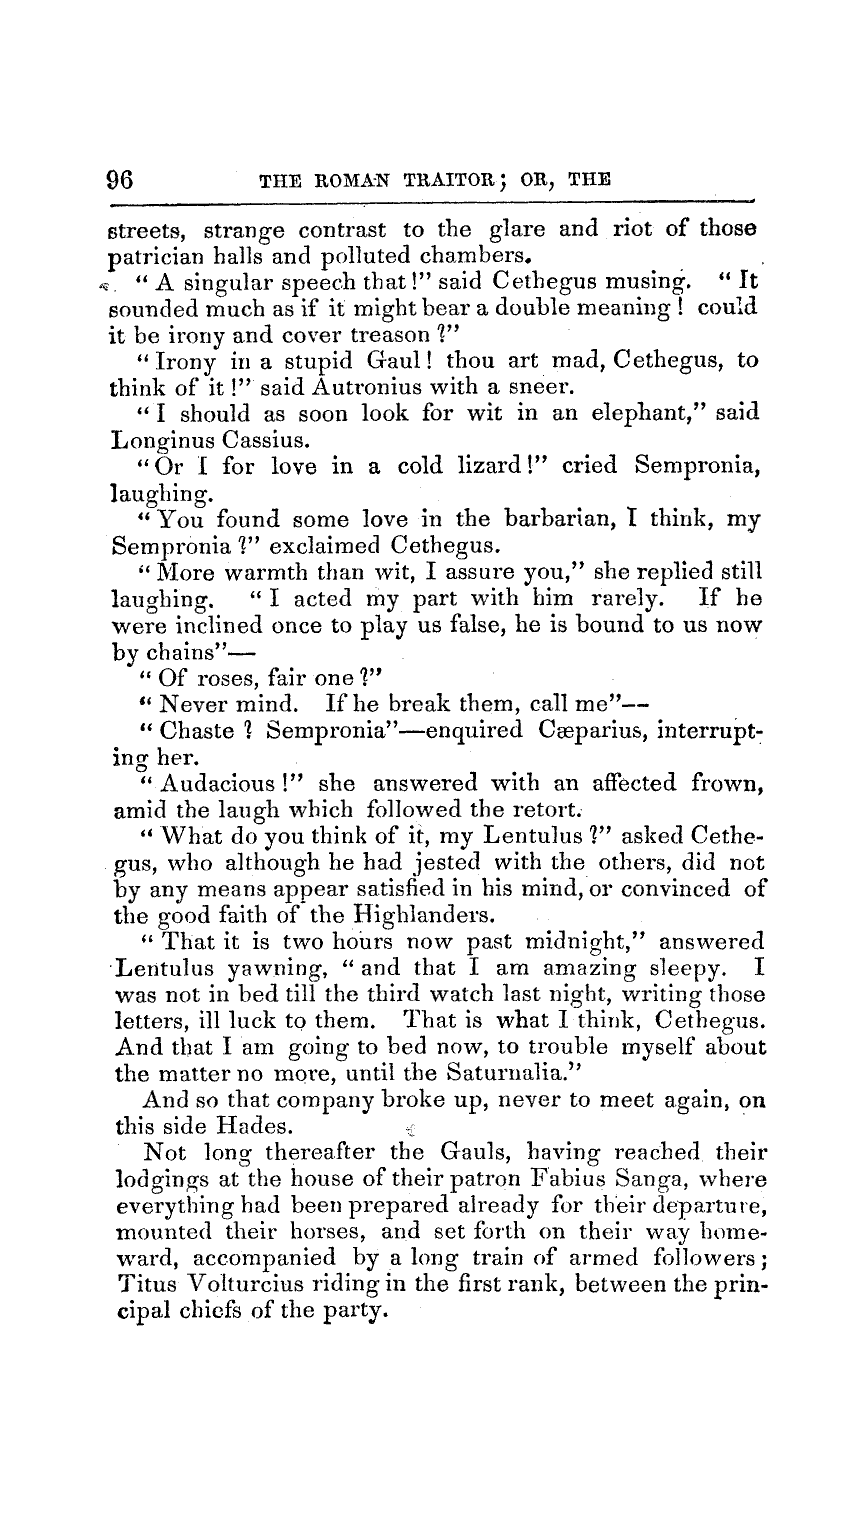 96 THE ROMAN TRAITOR; OR, THE
streets, strange contrast to the glare and riot of those
patrician halls and polluted chambers.
"A singular speech that!" said Cethegus musing. "It
sounded much as if it might bear a double meaning! could
it be irony and cover treason?"
"Irony in a stupid Gaul! thou art mad, Cethegus, to
think of it!" said Autronius with a sneer.
"I should as soon look for wit in an elephant," said
Longinus Cassius.
"Or I for love in a cold lizard!" cried Sempronia,
laughing.
"You found some love in the barbarian, I think, my
Sempronia?" exclaimed Cethegus.
"More warmth than wit, I assure you," she replied still
laughing. "I acted my part with him rarely. If he
were inclined once to play us false, he is bound to us now
by chains"—
"Of roses, fair one?"
"Never mind. If he break them, call me"—
"Chaste? Sempronia"—enquired Cæparius, interrupt-
ing her.
"Audacious!" she answered with an affected frown,
amid the laugh which followed the retort.
"What do you think of it, my Lentulus?" asked Cethe-
gus, who although he had jested with the others, did not
by any means appear satisfied in his mind, or convinced of
the good faith of the Highlanders.
"That it is two hours now past midnight," answered
Lentulus yawning, "and that I am amazing sleepy. I
was not in bed till the third watch last night, writing those
letters, ill luck to them. That is what I think, Cethegus.
And that I am going to bed now, to trouble myself about
the matter no more, until the Saturnalia."
And so that company broke up, never to meet again, on
this side Hades.
Not long thereafter the Gauls, having reached their
lodgings at the house of their patron Fabius Sanga, where
everything had been prepared already for their departure,
mounted their horses, and set forth on their way home-
ward, accompanied by a long train of armed followers;
Titus Volturcius riding in the first rank, between the prin-
cipal chiefs of the party.